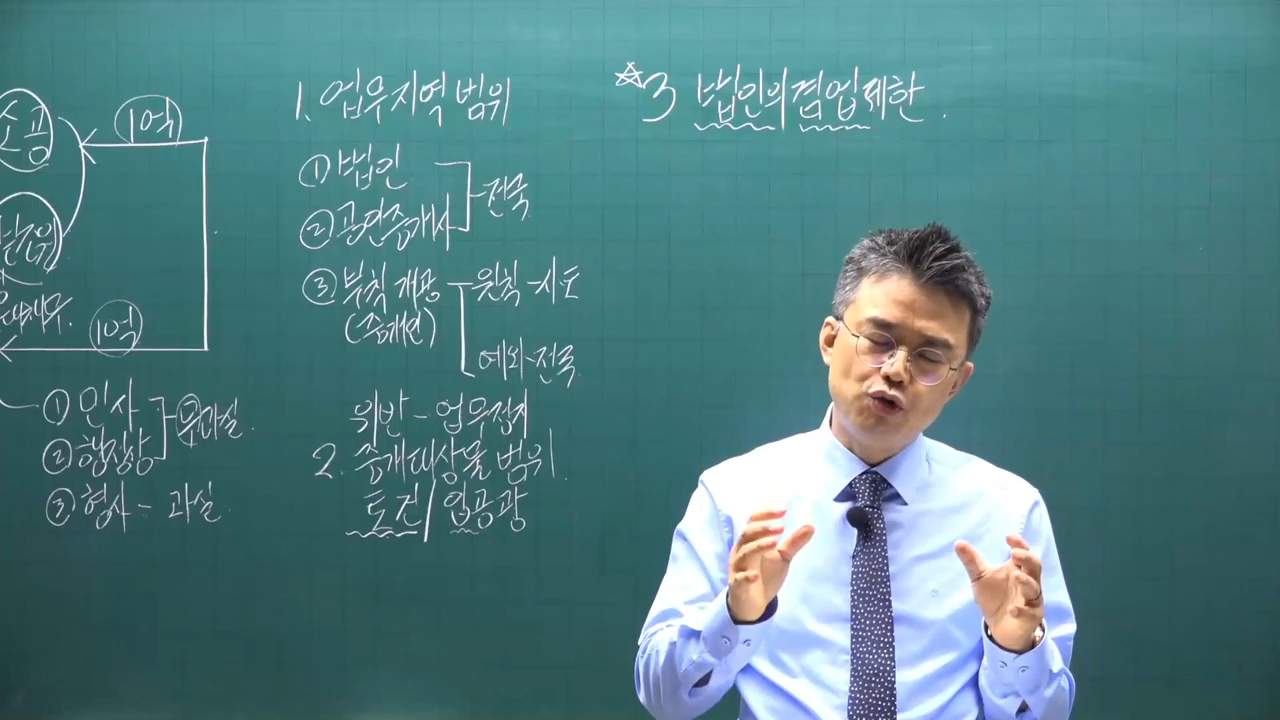 소공
1억
1억
① 민사
② 행정상
무과실.
③ 형사 - 과실
1. 업무지역 범위
① 법인
② 공인중개사
전국
③ 부칙 개공
(중개인)
원칙 - 시도
예외 - 전국
위반 - 업무정지
2. 중개대상물 범위.
토건/입공광
☆3 법인의 겸업제한.